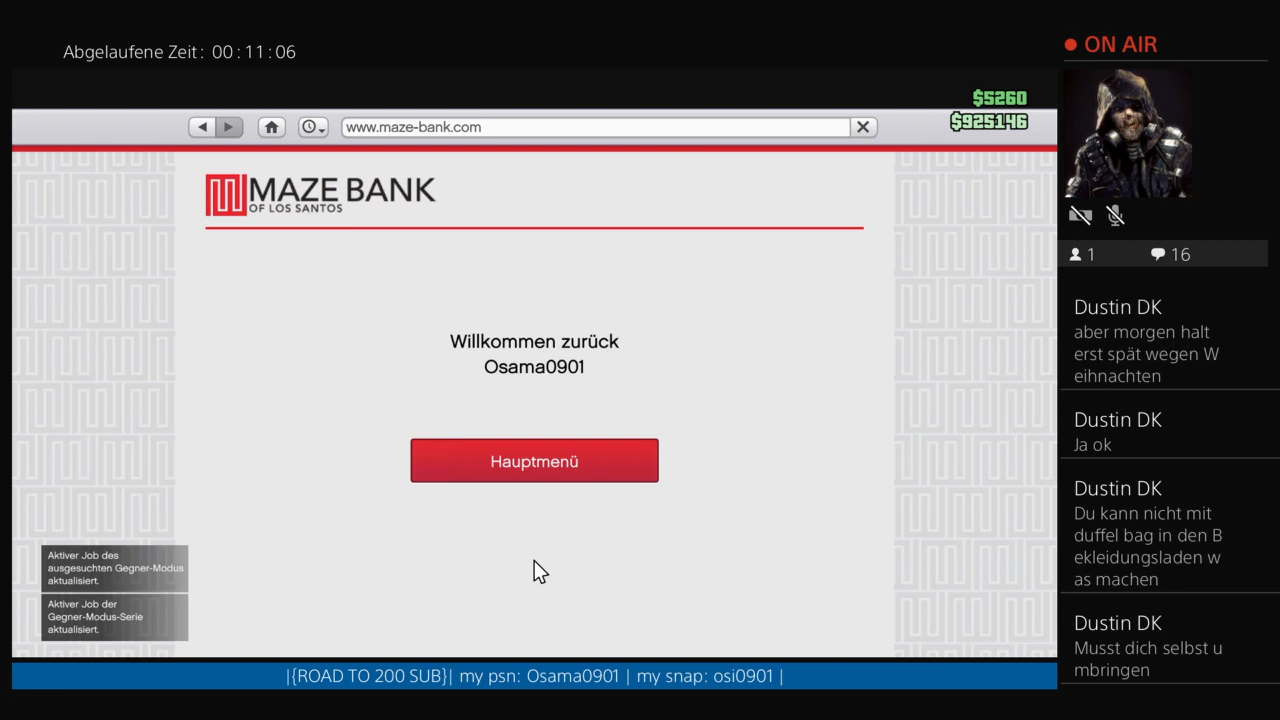 Abgelaufene Zeit: 00:11:06
ON AIR
$5260
$925146
www.maze-bank.com
MAZE BANK
OF LOS SANTOS
Willkommen zurück
Osama0901
Hauptmenü
Aktiver Job des
ausgesuchten Gegner-Modus
aktualisiert.
Aktiver Job der
Gegner-Modus-Serie
aktualisiert.
|{ROAD TO 200 SUB}| my psn: Osama0901 | my snap: osi0901 |
1 16
Dustin DK
aber morgen halt
erst spät wegen W
eihnachten
Dustin DK
Ja ok
Dustin DK
Du kann nicht mit
duffel bag in den B
ekleidungsladen w
as machen
Dustin DK
Musst dich selbst u
mbringen